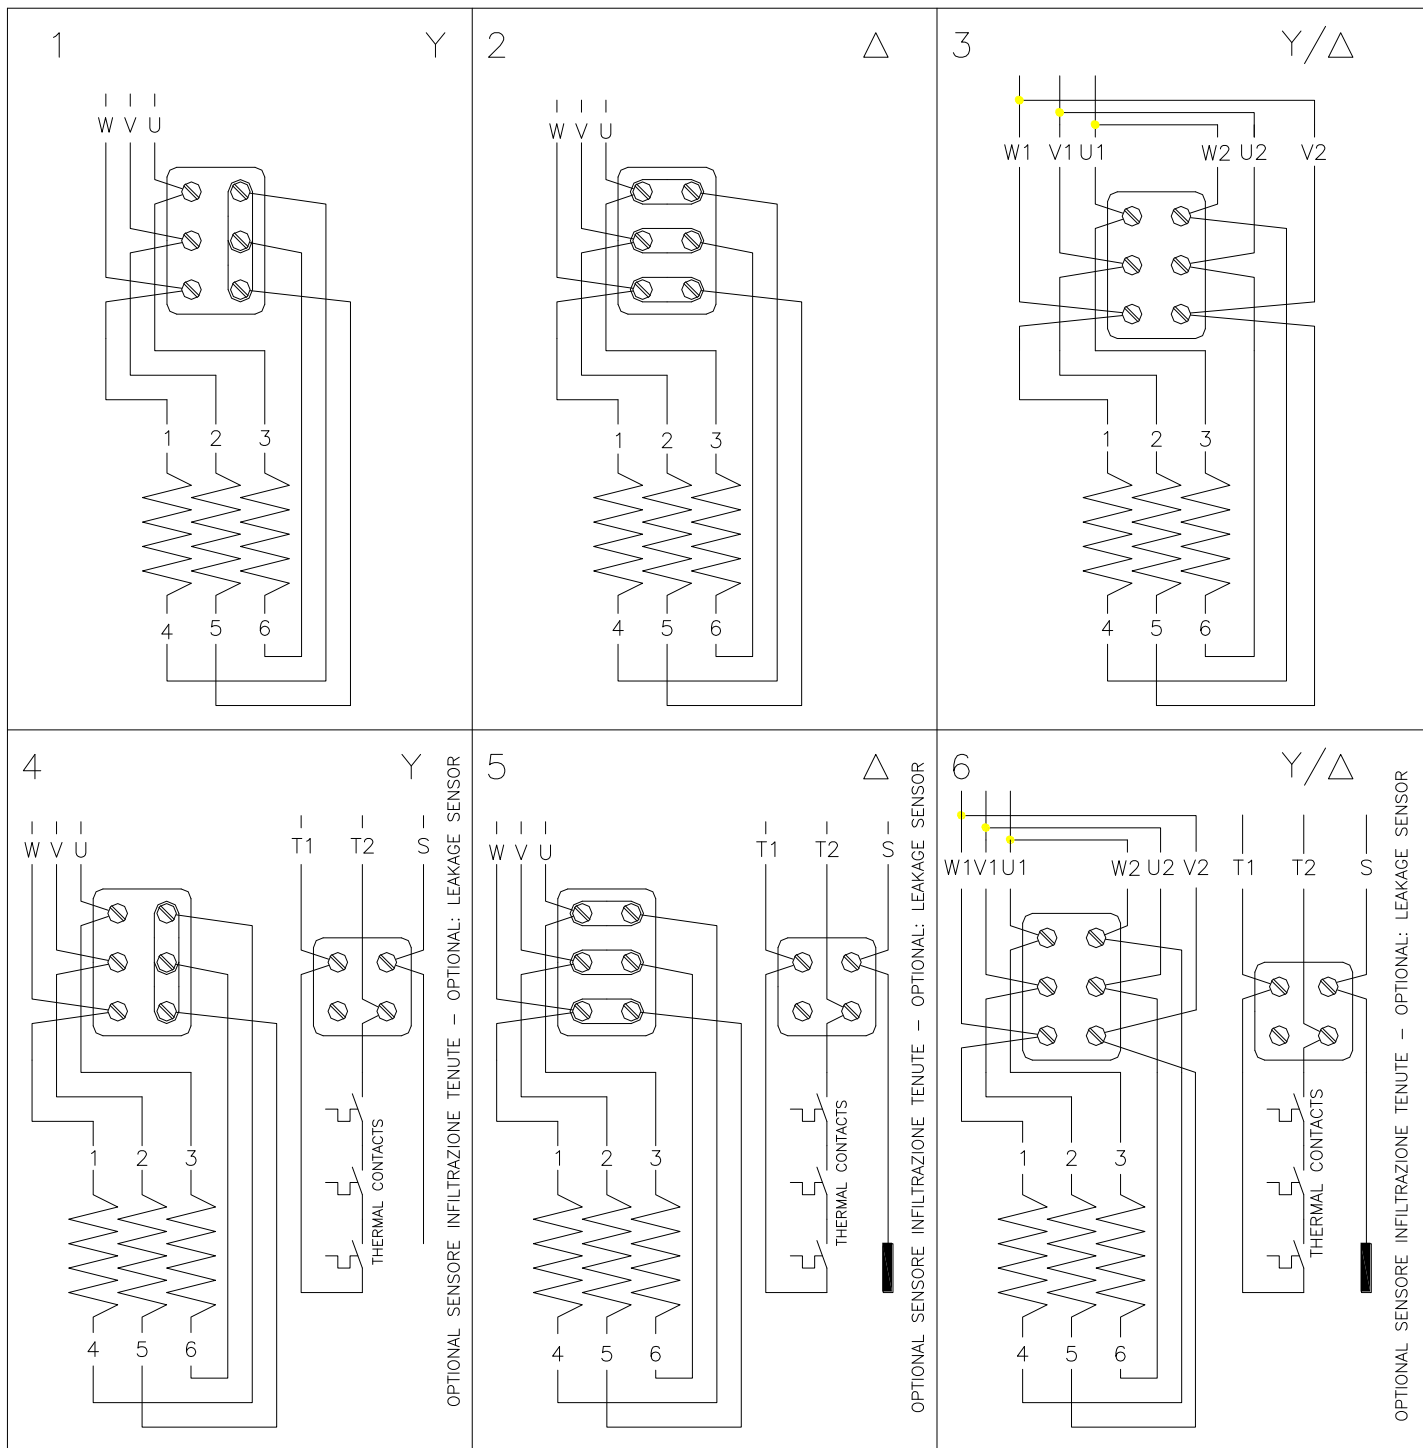 1 Y
W V U
1 2 3
4 5 6
2 Δ
W V U
1 2 3
4 5 6
3 Y/Δ
W1 V1 U1 W2 U2 V2
1 2 3
4 5 6
4 Y
W V U T1 T2 S
1 2 3
4 5 6
THERMAL CONTACTS
OPTIONAL SENSORE INFILTRAZIONE TENUTE - OPTIONAL: LEAKAGE SENSOR
5 Δ
W V U T1 T2 S
1 2 3
4 5 6
THERMAL CONTACTS
OPTIONAL SENSORE INFILTRAZIONE TENUTE - OPTIONAL: LEAKAGE SENSOR
6 Y/Δ
W1 V1 U1 W2 U2 V2 T1 T2 S
1 2 3
4 5 6
THERMAL CONTACTS
OPTIONAL SENSORE INFILTRAZIONE TENUTE - OPTIONAL: LEAKAGE SENSOR